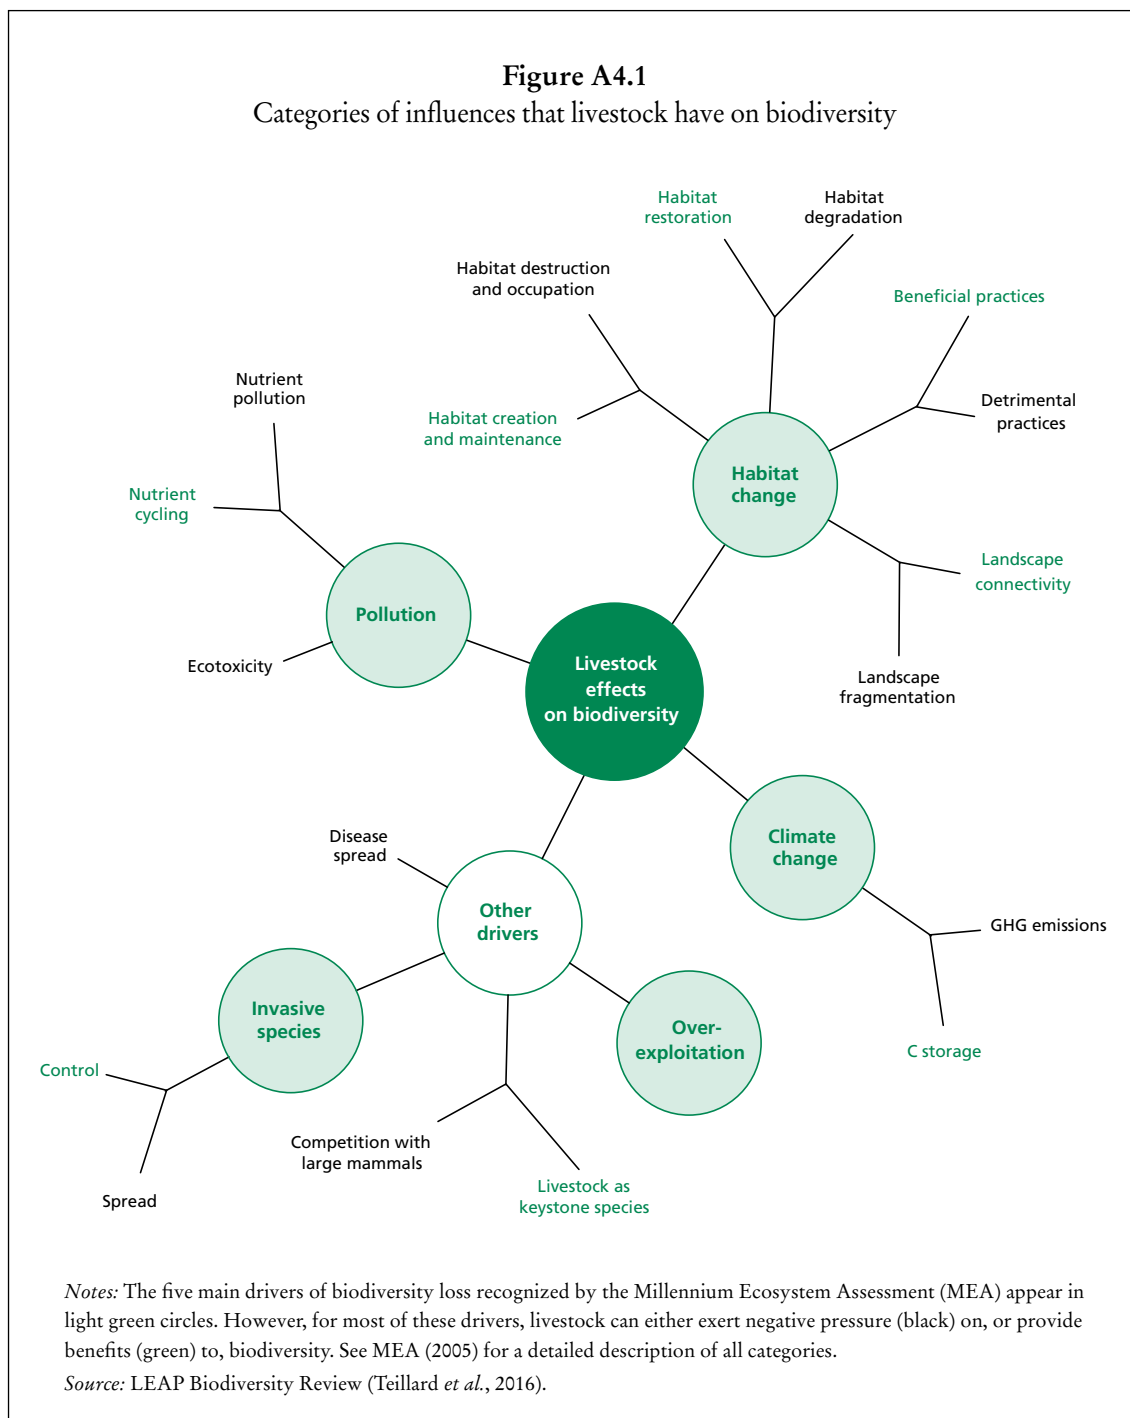 Figure A4.1
Categories of influences that livestock have on biodiversity
Habitat
restoration
Habitat
degradation
Habitat destruction
and occupation
Beneficial practices
Nutrient
pollution
Habitat creation
and maintenance
Detrimental
practices
Habitat
change
Nutrient
cycling
Landscape
connectivity
Pollution
Ecotoxicity
Livestock
effects
on biodiversity
Landscape
fragmentation
Disease
spread
Climate
change
Other
drivers
GHG emissions
Invasive
species
Over-
exploitation
C storage
Control
Competition with
large mammals
Spread
Livestock as
keystone species
Notes: The five main drivers of biodiversity loss recognized by the Millennium Ecosystem Assessment (MEA) appear in
light green circles. However, for most of these drivers, livestock can either exert negative pressure (black) on, or provide
benefits (green) to, biodiversity. See MEA (2005) for a detailed description of all categories.
Source: LEAP Biodiversity Review (Teillard et al., 2016).